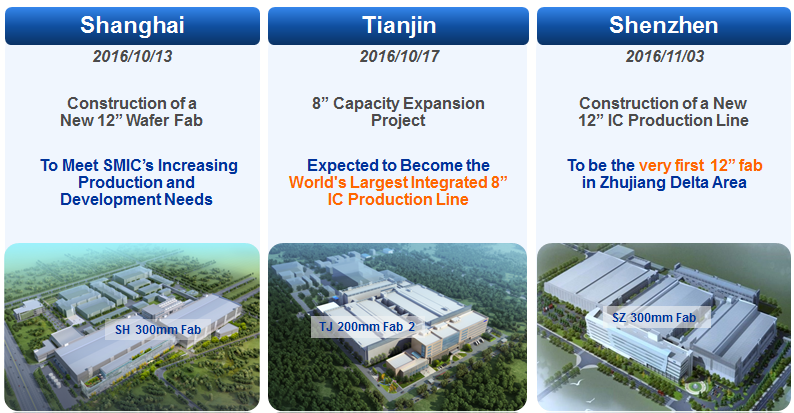 Shanghai
2016/10/13
Construction of a
New 12” Wafer Fab
To Meet SMIC’s Increasing
Production and
Development Needs
SH 300mm Fab
Tianjin
2016/10/17
8” Capacity Expansion
Project
Expected to Become the
World's Largest Integrated 8”
IC Production Line
TJ 200mm Fab 2
Shenzhen
2016/11/03
Construction of a New
12” IC Production Line
To be the very first 12” fab
in Zhujiang Delta Area
SZ 300mm Fab